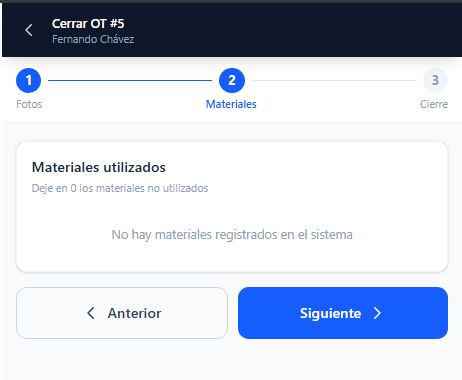 Cerrar OT #5
Fernando Chávez
1
2
3
Fotos
Materiales
Cierre
Materiales utilizados
Deje en 0 los materiales no utilizados
No hay materiales registrados en el sistema
Anterior
Siguiente